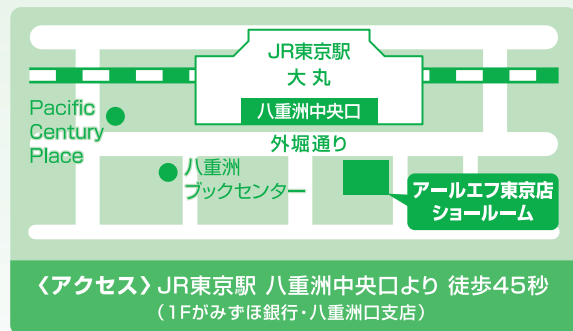 JR東京駅
大丸
八重洲中央口
Pacific
Century
Place
外堀通り
八重洲
ブックセンター
アールエフ東京店
ショールーム
〈アクセス〉JR東京駅 八重洲中央口より 徒歩45秒
(1Fがみずほ銀行・八重洲口支店)